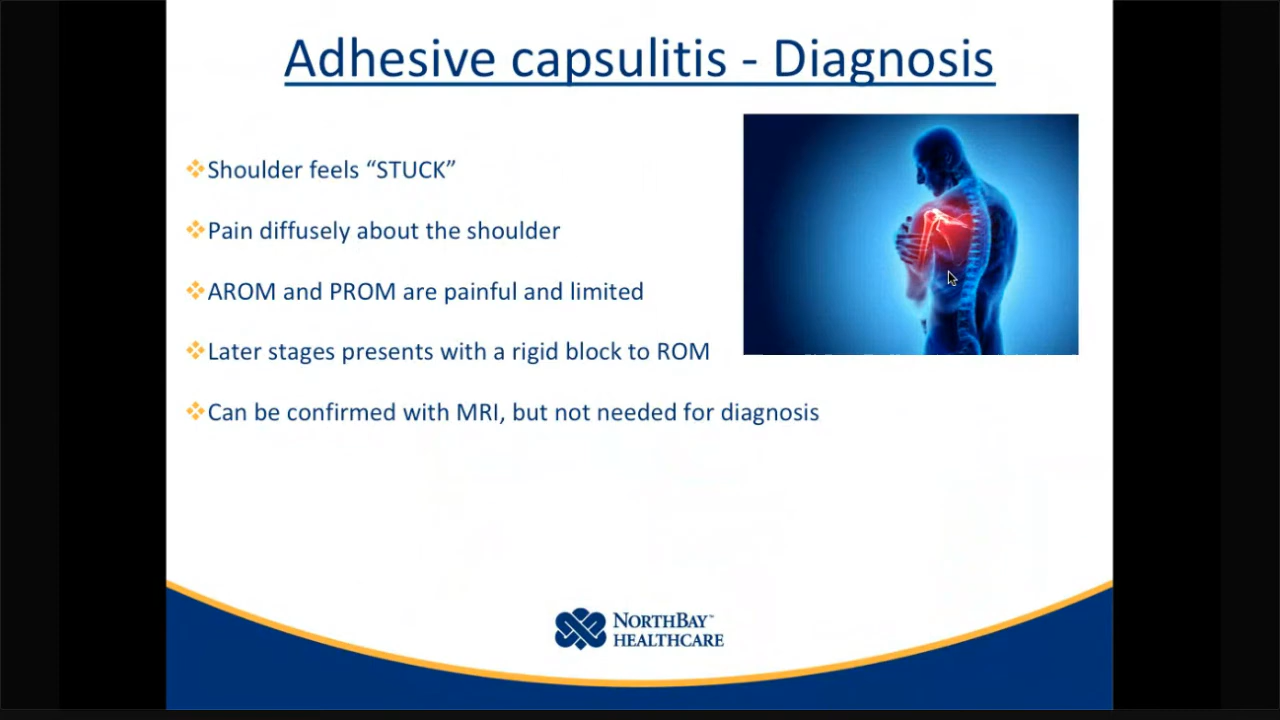 Adhesive capsulitis - Diagnosis
Shoulder feels “STUCK”
Pain diffusely about the shoulder
AROM and PROM are painful and limited
Later stages presents with a rigid block to ROM
Can be confirmed with MRI, but not needed for diagnosis
NORTHBAY™
HEALTHCARE